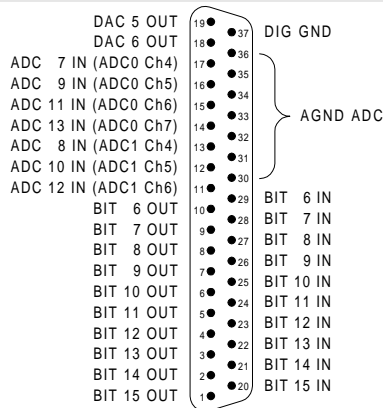 DAC 5 OUT 19
DAC 6 OUT 18
ADC 7 IN (ADC0 Ch4) 17
ADC 9 IN (ADC0 Ch5) 16
ADC 11 IN (ADC0 Ch6) 15
ADC 13 IN (ADC0 Ch7) 14
ADC 8 IN (ADC1 Ch4) 13
ADC 10 IN (ADC1 Ch5) 12
ADC 12 IN (ADC1 Ch6) 11
BIT 6 OUT 10
BIT 7 OUT 9
BIT 8 OUT 8
BIT 9 OUT 7
BIT 10 OUT 6
BIT 11 OUT 5
BIT 12 OUT 4
BIT 13 OUT 3
BIT 14 OUT 2
BIT 15 OUT 1
37 DIG GND
36
35
34
33 AGND ADC
32
31
30
29 BIT 6 IN
28 BIT 7 IN
27 BIT 8 IN
26 BIT 9 IN
25 BIT 10 IN
24 BIT 11 IN
23 BIT 12 IN
22 BIT 13 IN
21 BIT 14 IN
20 BIT 15 IN